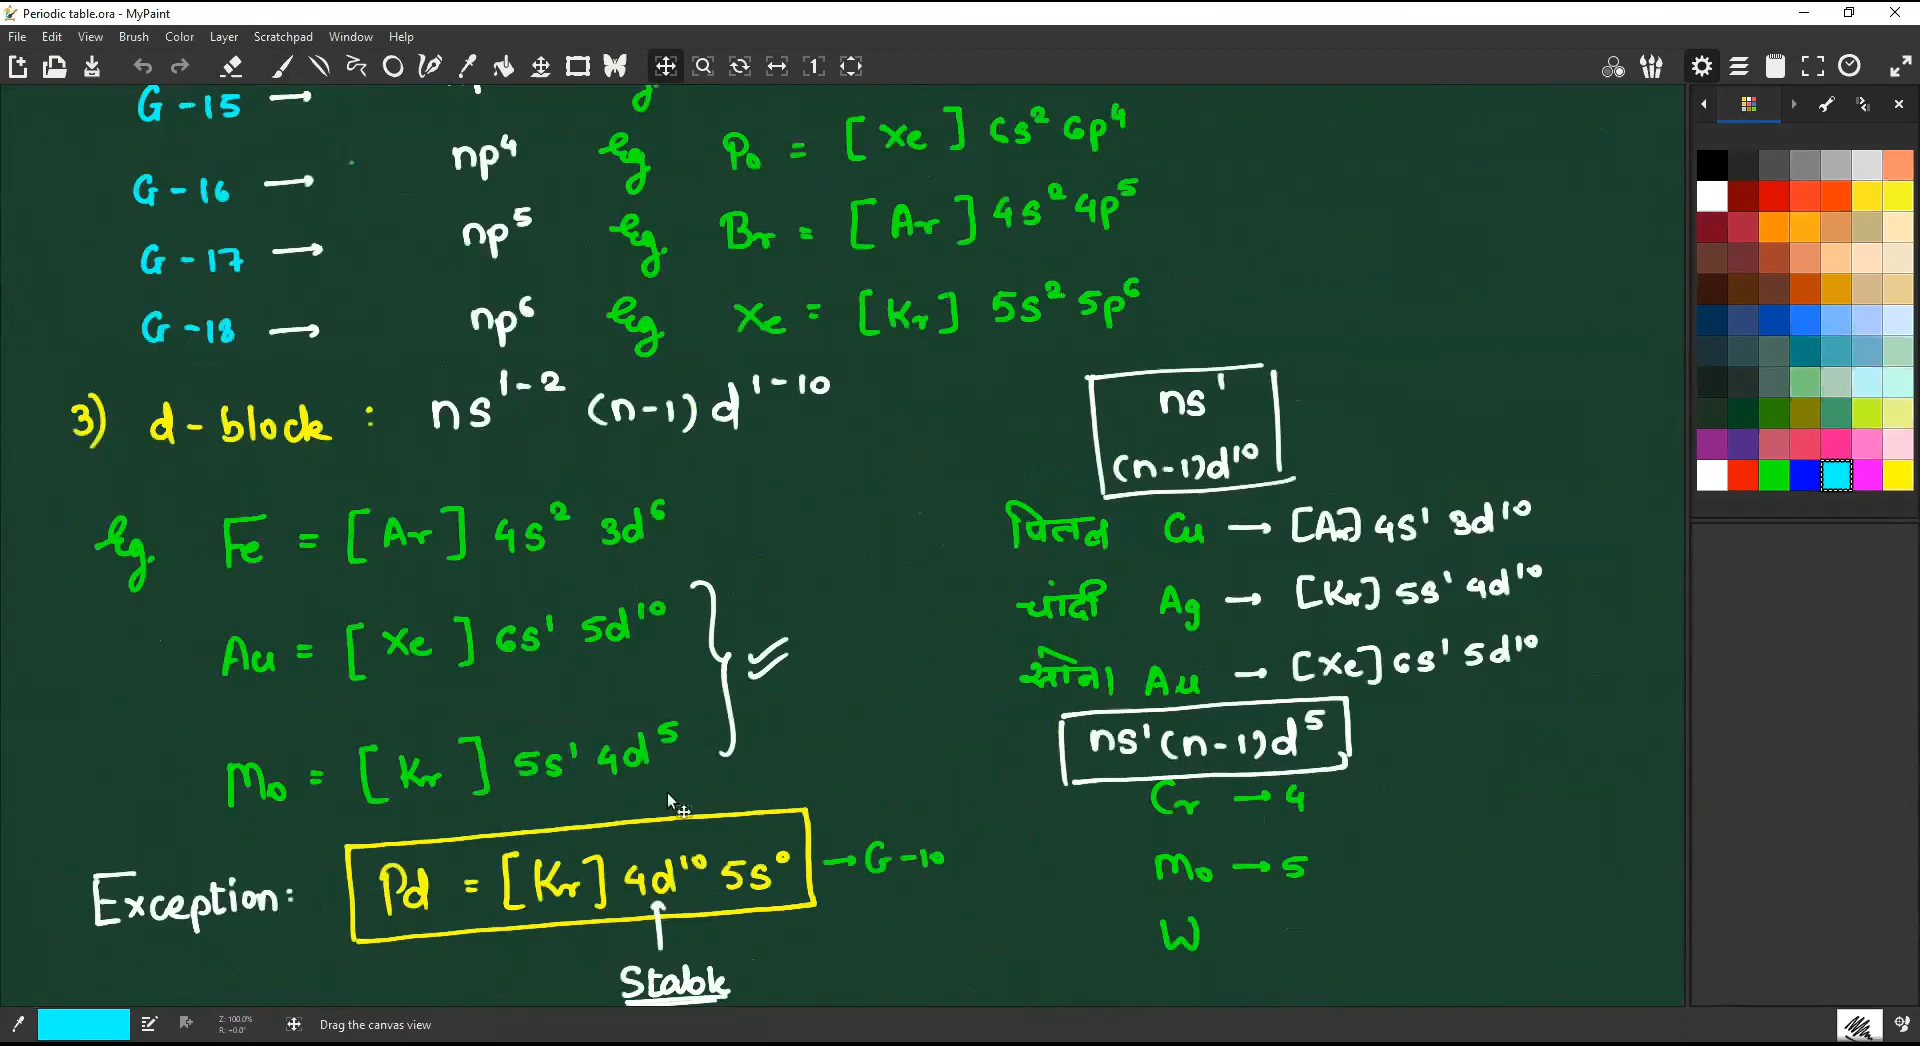 Periodic table.ora - MyPaint
File Edit View Brush Color Layer Scratchpad Window Help
G - 15 →
G - 16 → np⁴ eg Po = [Xe] 6s² 6p⁴
G - 17 → np⁵ eg. Br = [Ar] 4s² 4p⁵
G - 18 → np⁶ eg Xe = [Kr] 5s² 5p⁶
3) d-block : ns¹⁻² (n-1) d¹⁻¹⁰
eg. Fe = [Ar] 4s² 3d⁶
Au = [Xe] 6s¹ 5d¹⁰
Mo = [Kr] 5s¹ 4d⁵
Exception: Pd = [Kr] 4d¹⁰ 5s⁰ → G-10
Stable
ns¹
(n-1)d¹⁰
पितल Cu → [Ar] 4s¹ 3d¹⁰
चांदी Ag → [Kr] 5s¹ 4d¹⁰
सोना Au → [Xe] 6s¹ 5d¹⁰
ns¹(n-1)d⁵
Cr → 4
Mo → 5
W
Z: 100.0%
R: +0.0°
Drag the canvas view